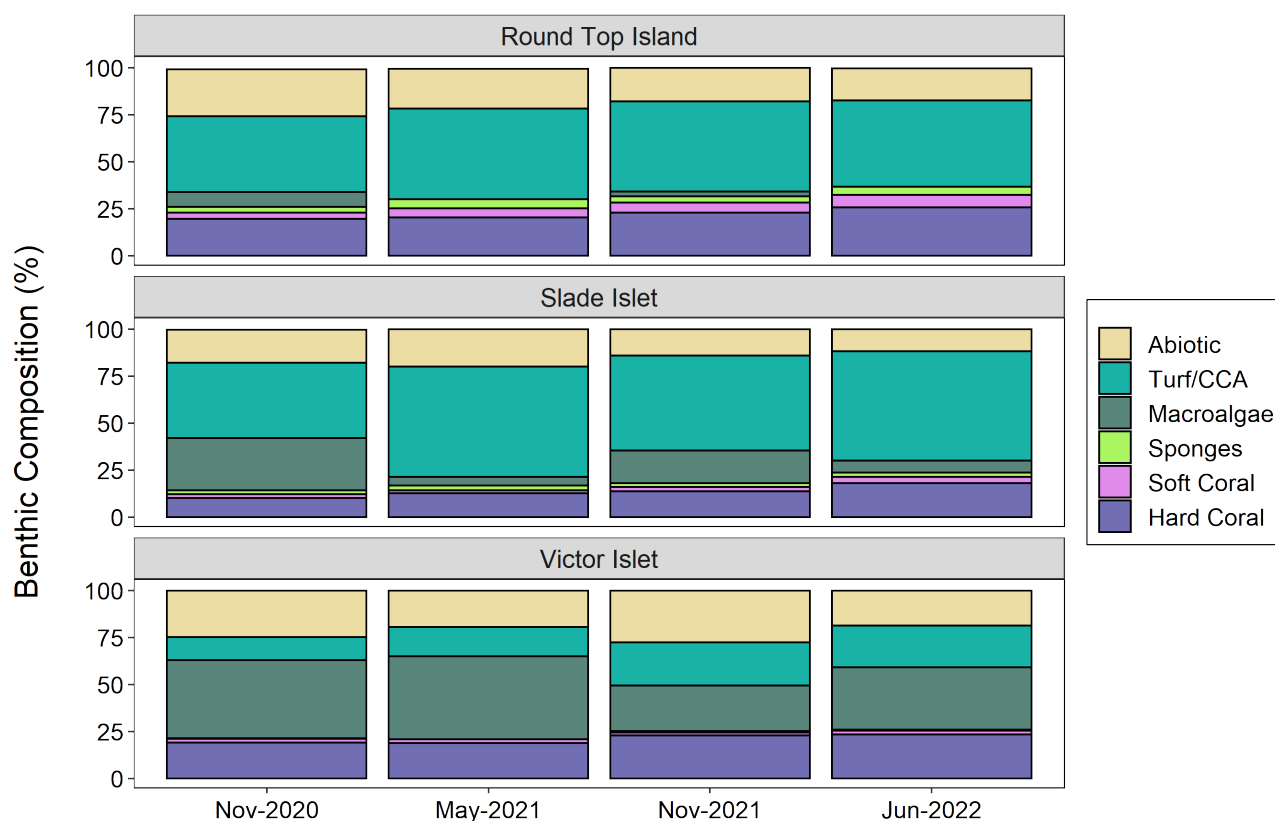 Round Top Island
100
75
50
25
0
Slade Islet
100
75
50
25
0
Victor Islet
100
75
50
25
0
Nov-2020 May-2021 Nov-2021 Jun-2022
Benthic Composition (%)
Abiotic
Turf/CCA
Macroalgae
Sponges
Soft Coral
Hard Coral